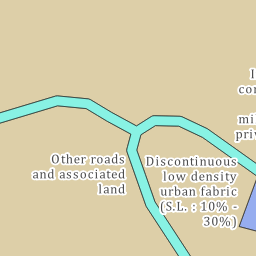 Other roads
and associated
land
Discontinuous
low density
urban fabric
(S.L. : 10% -
30%)